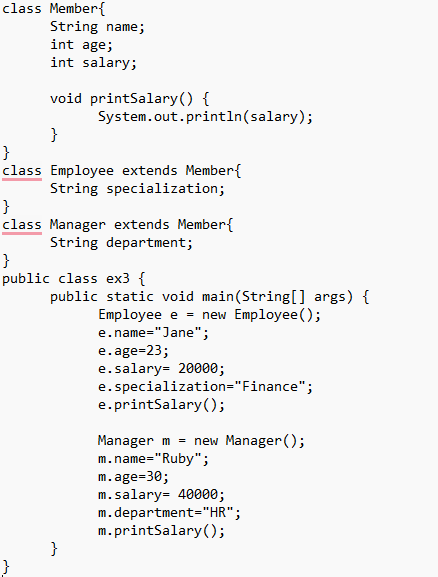 class Member{
      String name;
      int age;
      int salary;

      void printSalary() {
            System.out.println(salary);
      }
}
class Employee extends Member{
      String specialization;
}
class Manager extends Member{
      String department;
}
public class ex3 {
      public static void main(String[] args) {
            Employee e = new Employee();
            e.name="Jane";
            e.age=23;
            e.salary= 20000;
            e.specialization="Finance";
            e.printSalary();

            Manager m = new Manager();
            m.name="Ruby";
            m.age=30;
            m.salary= 40000;
            m.department="HR";
            m.printSalary();
      }
}